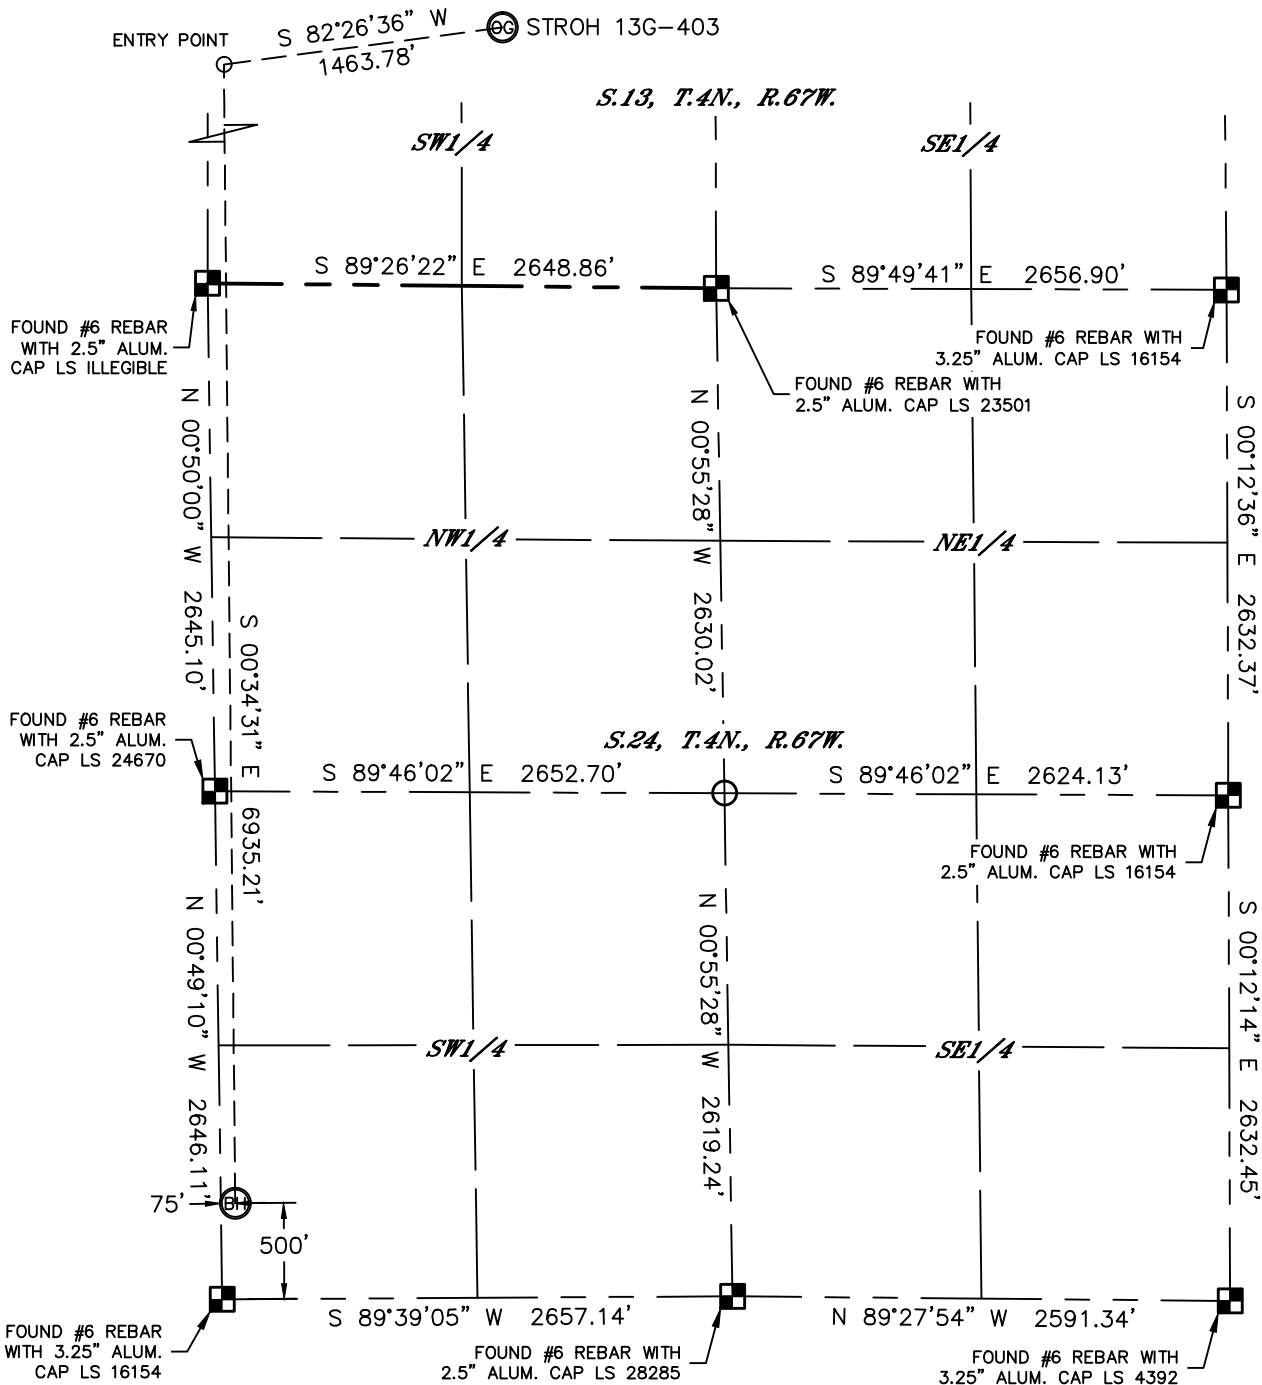 S 82°26'36" W
OG STROH 13G-403
ENTRY POINT
1463.78'
S.13, T.4N., R.67W.
SW1/4
SE1/4
S 89°26'22" E 2648.86'
S 89°49'41" E 2656.90'
FOUND #6 REBAR
WITH 2.5" ALUM.
CAP LS ILLEGIBLE
FOUND #6 REBAR WITH
3.25" ALUM. CAP LS 16154
FOUND #6 REBAR WITH
2.5" ALUM. CAP LS 23501
N 00°50'00" W 2645.10'
N 00°55'28" W 2630.02'
S 00°12'36" E 2632.37'
NW1/4
NE1/4
S 00°34'31" E 6935.21'
FOUND #6 REBAR
WITH 2.5" ALUM.
CAP LS 24670
S.24, T.4N., R.67W.
S 89°46'02" E 2652.70'
S 89°46'02" E 2624.13'
FOUND #6 REBAR WITH
2.5" ALUM. CAP LS 16154
N 00°49'10" W 2646.11'
N 00°55'28" W 2619.24'
S 00°12'14" E 2632.45'
SW1/4
SE1/4
75'
BH
500'
S 89°39'05" W 2657.14'
N 89°27'54" W 2591.34'
FOUND #6 REBAR
WITH 3.25" ALUM.
CAP LS 16154
FOUND #6 REBAR WITH
2.5" ALUM. CAP LS 28285
FOUND #6 REBAR WITH
3.25" ALUM. CAP LS 4392